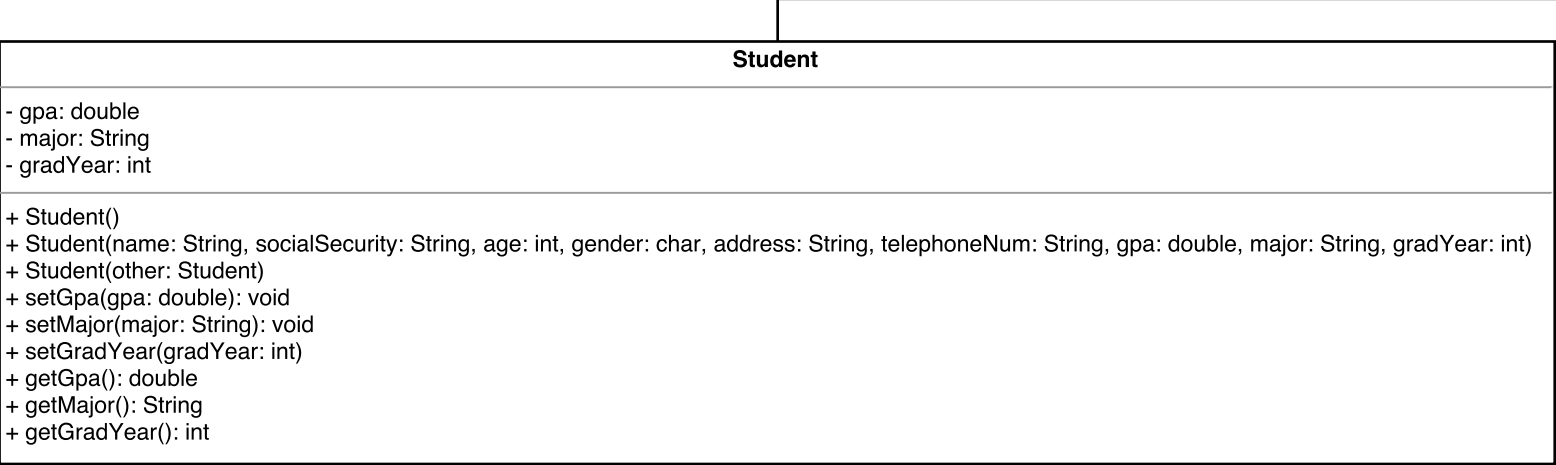 Student
- gpa: double
- major: String
- gradYear: int
+ Student()
+ Student(name: String, socialSecurity: String, age: int, gender: char, address: String, telephoneNum: String, gpa: double, major: String, gradYear: int)
+ Student(other: Student)
+ setGpa(gpa: double): void
+ setMajor(major: String): void
+ setGradYear(gradYear: int)
+ getGpa(): double
+ getMajor(): String
+ getGradYear(): int